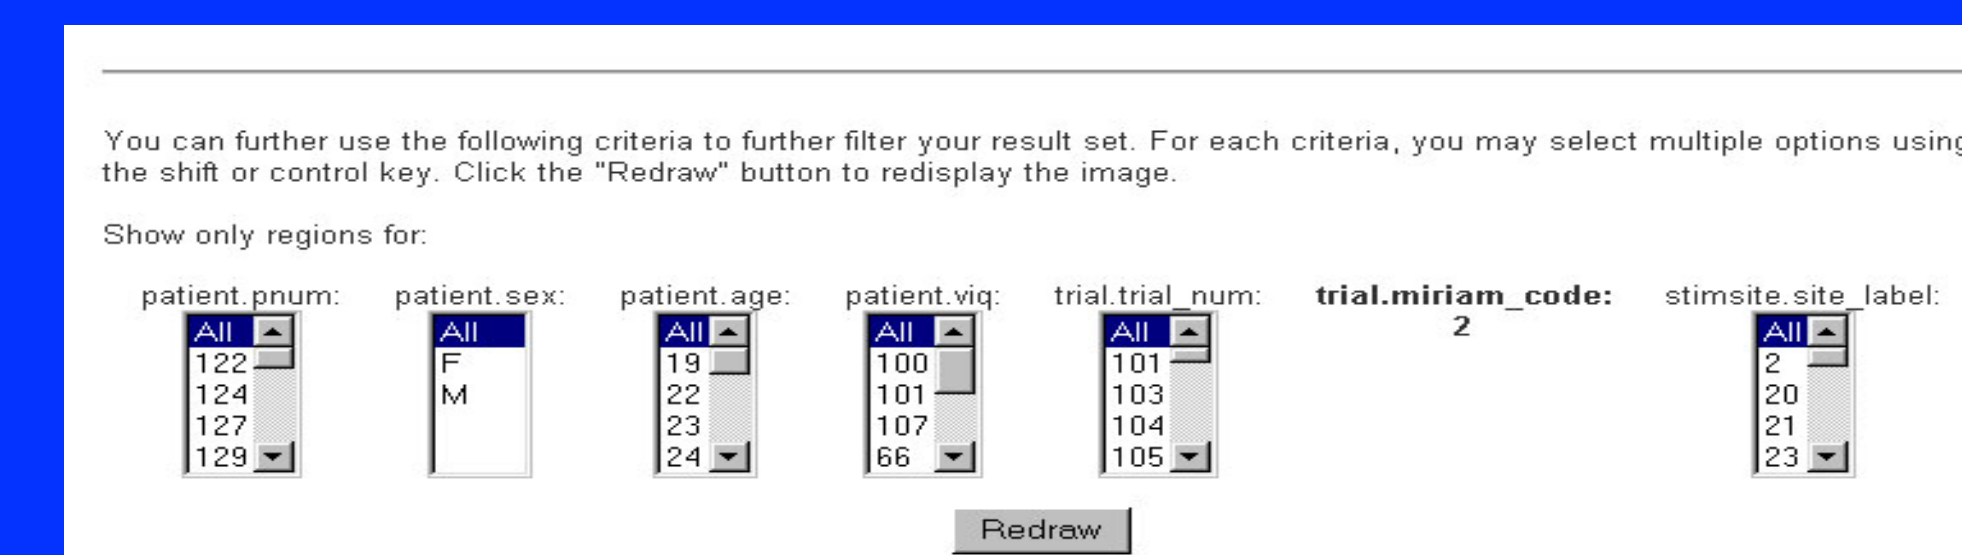 You can further use the following criteria to further filter your result set. For each criteria, you may select multiple options using
the shift or control key. Click the "Redraw" button to redisplay the image.
Show only regions for:
patient.pnum: patient.sex: patient.age: patient.viq: trial.trial_num: trial.miriam_code: stimsite.site_label:
All All All All All 2 All
122 F 19 100 101 2
124 M 22 101 103 20
127 23 107 104 21
129 24 66 105 23
Redraw